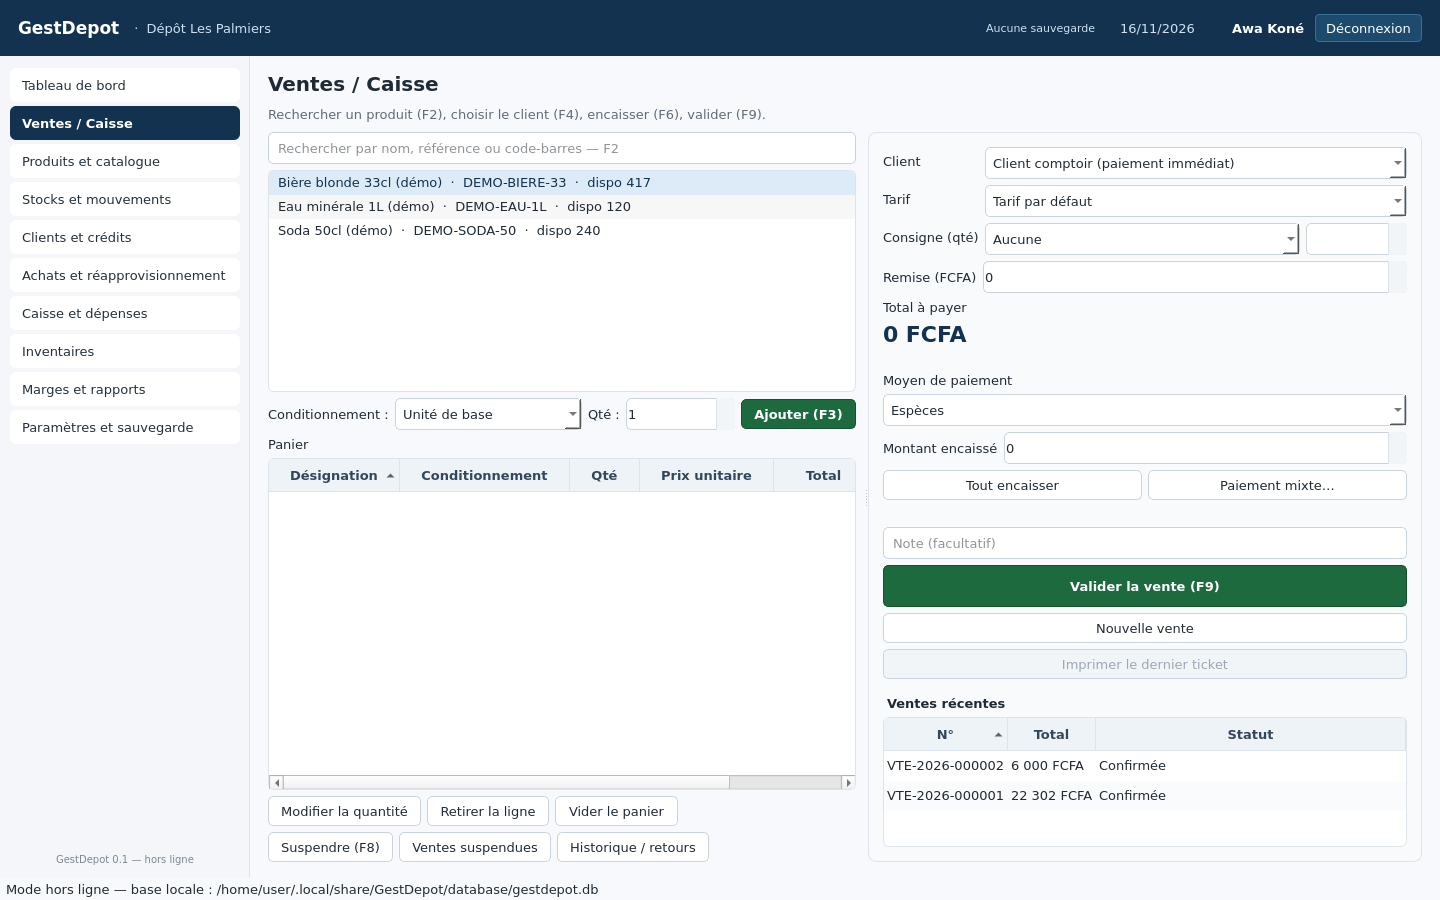 GestDepot · Dépôt Les Palmiers
Aucune sauvegarde 16/11/2026 Awa Koné Déconnexion
Tableau de bord
Ventes / Caisse
Produits et catalogue
Stocks et mouvements
Clients et crédits
Achats et réapprovisionnement
Caisse et dépenses
Inventaires
Marges et rapports
Paramètres et sauvegarde
GestDepot 0.1 — hors ligne
Ventes / Caisse
Rechercher un produit (F2), choisir le client (F4), encaisser (F6), valider (F9).
Rechercher par nom, référence ou code-barres — F2
Bière blonde 33cl (démo) · DEMO-BIERE-33 · dispo 417
Eau minérale 1L (démo) · DEMO-EAU-1L · dispo 120
Soda 50cl (démo) · DEMO-SODA-50 · dispo 240
Conditionnement : Unité de base Qté : 1 Ajouter (F3)
Panier
Désignation Conditionnement Qté Prix unitaire Total
Modifier la quantité Retirer la ligne Vider le panier
Suspendre (F8) Ventes suspendues Historique / retours
Client Client comptoir (paiement immédiat)
Tarif Tarif par défaut
Consigne (qté) Aucune
Remise (FCFA) 0
Total à payer
0 FCFA
Moyen de paiement
Espèces
Montant encaissé 0
Tout encaisser Paiement mixte...
Note (facultatif)
Valider la vente (F9)
Nouvelle vente
Imprimer le dernier ticket
Ventes récentes
N° Total Statut
VTE-2026-000002 6 000 FCFA Confirmée
VTE-2026-000001 22 302 FCFA Confirmée
Mode hors ligne — base locale : /home/user/.local/share/GestDepot/database/gestdepot.db